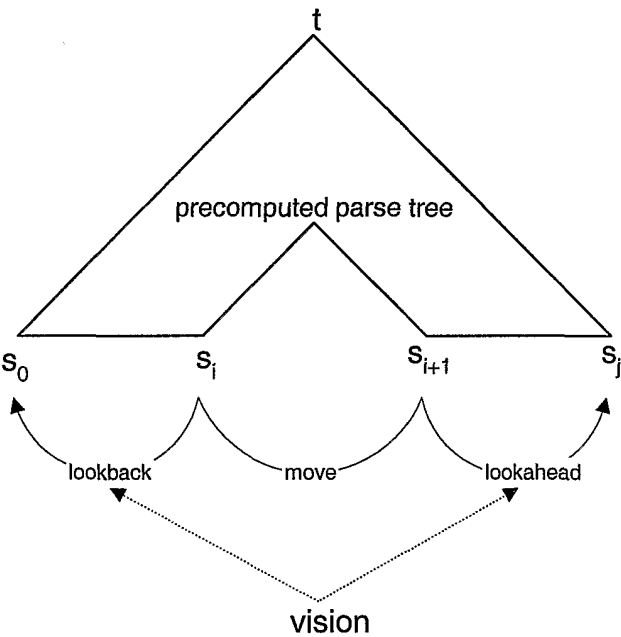 t
precomputed parse tree
s₀ sᵢ sᵢ₊₁ sⱼ
lookback move lookahead
vision